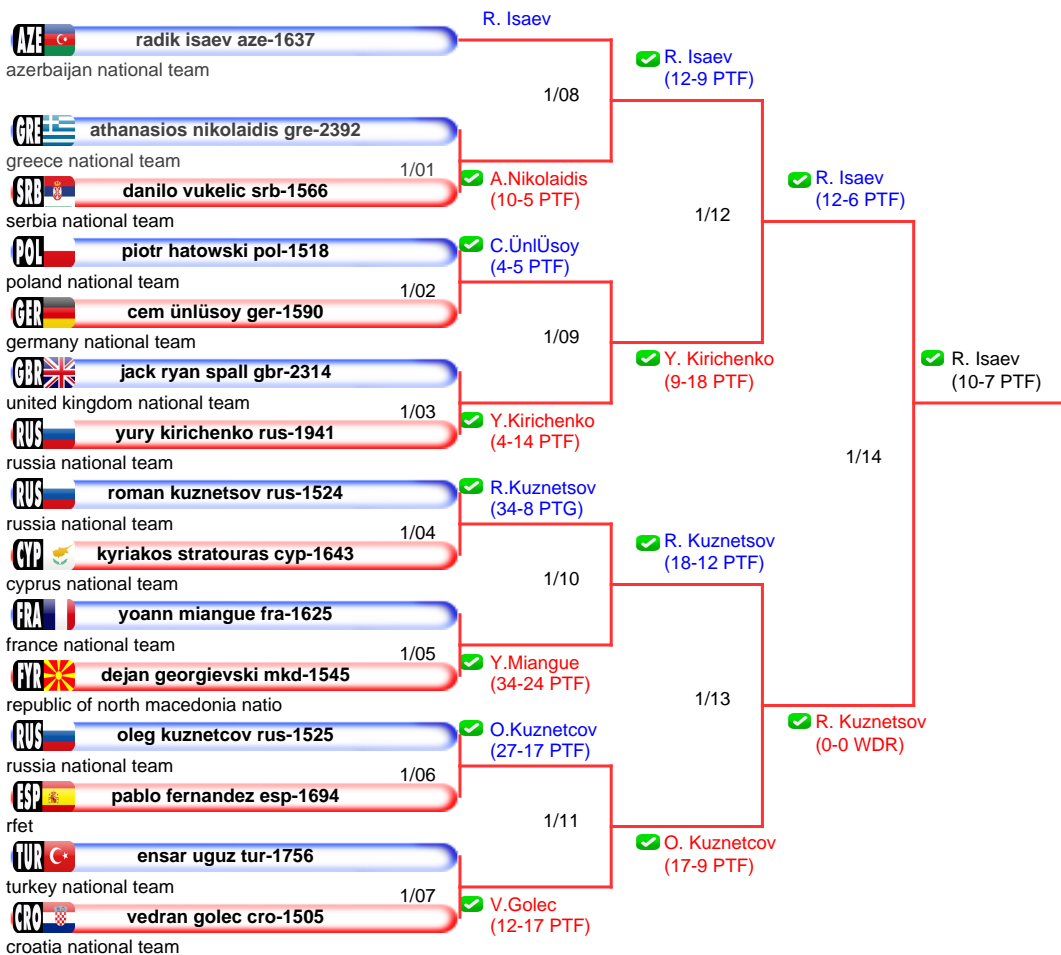 AZE
radik isaev aze-1637
azerbaijan national team
GRE
athanasios nikolaidis gre-2392
greece national team
1/01
SRB
danilo vukelic srb-1566
serbia national team
POL
piotr hatowski pol-1518
poland national team
1/02
GER
cem ünlüsoy ger-1590
germany national team
GBR
jack ryan spall gbr-2314
united kingdom national team
1/03
RUS
yury kirichenko rus-1941
russia national team
RUS
roman kuznetsov rus-1524
russia national team
1/04
CYP
kyriakos stratouras cyp-1643
cyprus national team
FRA
yoann miangue fra-1625
france national team
1/05
FYR
dejan georgievski mkd-1545
republic of north macedonia natio
RUS
oleg kuznetcov rus-1525
russia national team
1/06
ESP
pablo fernandez esp-1694
rfet
TUR
ensar uguz tur-1756
turkey national team
1/07
CRO
vedran golec cro-1505
croatia national team
R. Isaev
A.Nikolaidis
(10-5 PTF)
C.ÜnlÜsoy
(4-5 PTF)
Y.Kirichenko
(4-14 PTF)
R.Kuznetsov
(34-8 PTG)
Y.Miangue
(34-24 PTF)
O.Kuznetcov
(27-17 PTF)
V.Golec
(12-17 PTF)
1/08
1/09
1/10
1/11
R. Isaev
(12-9 PTF)
Y. Kirichenko
(9-18 PTF)
R. Kuznetsov
(18-12 PTF)
O. Kuznetcov
(17-9 PTF)
1/12
1/13
R. Isaev
(12-6 PTF)
R. Kuznetsov
(0-0 WDR)
1/14
R. Isaev
(10-7 PTF)